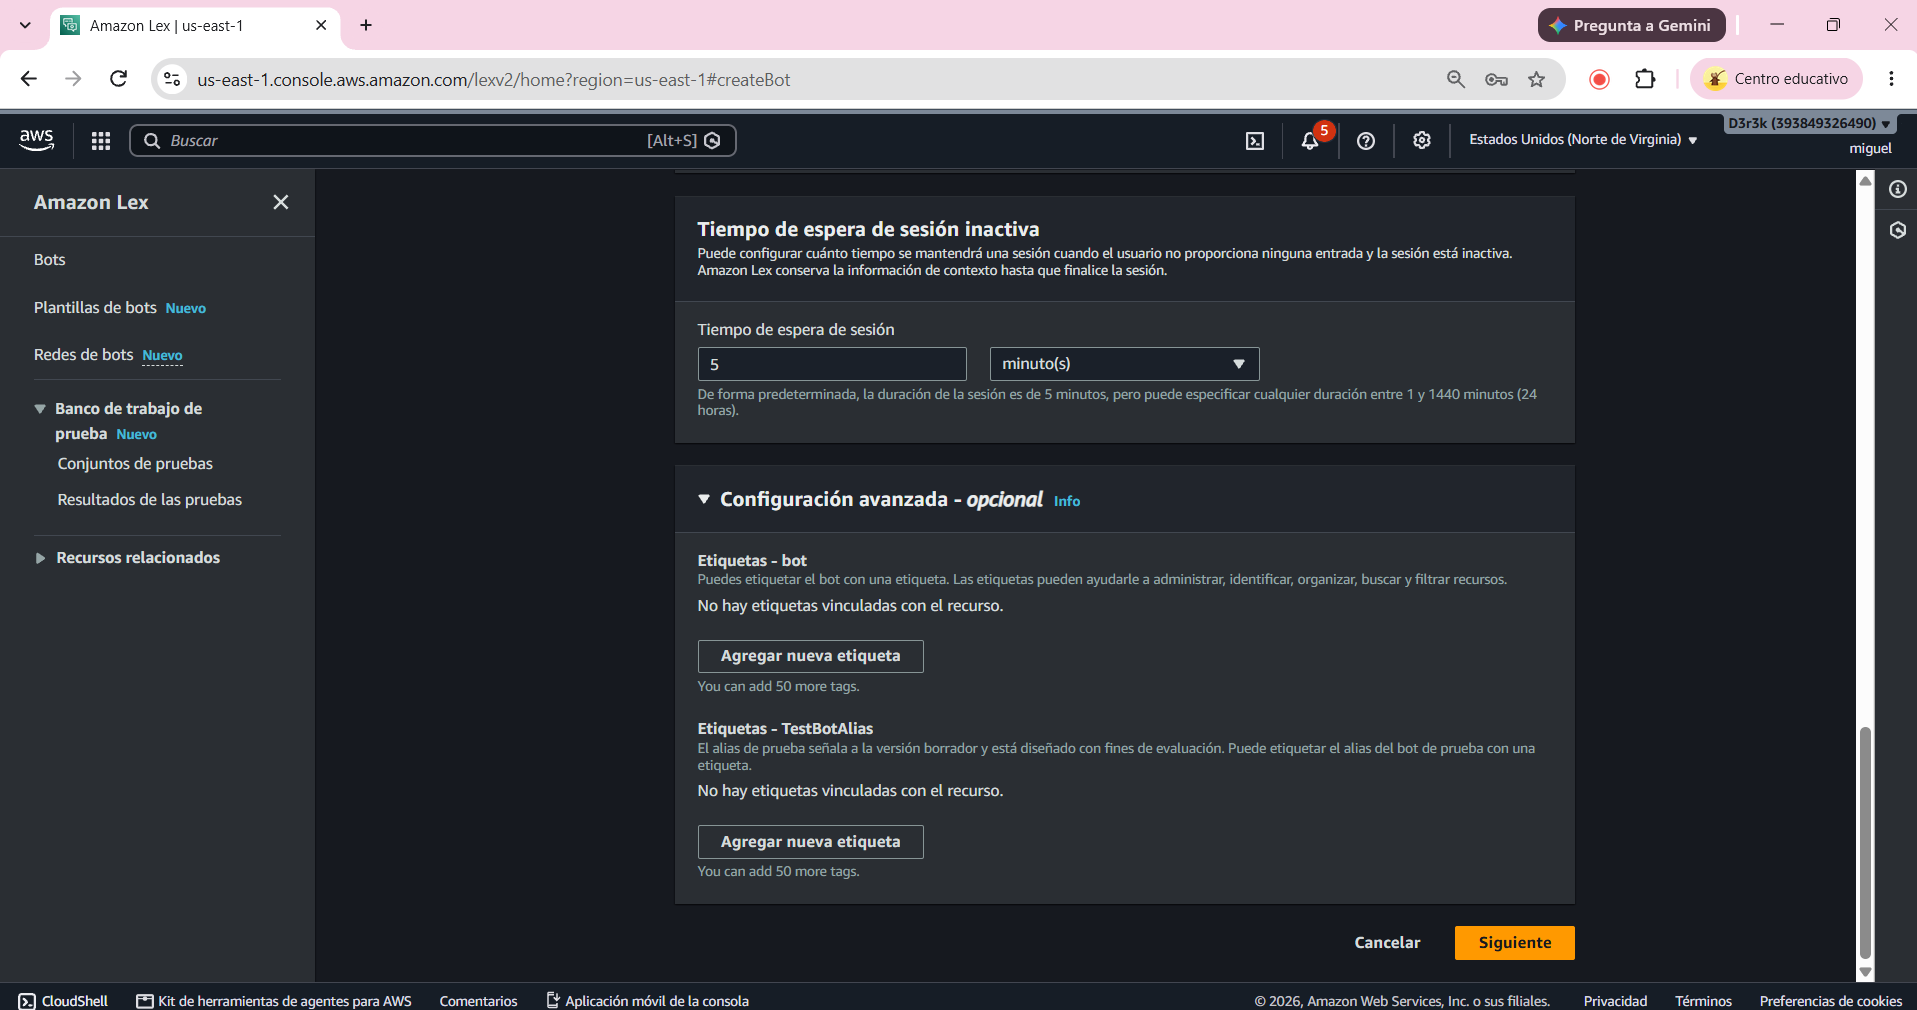 Amazon Lex | us-east-1
Pregunta a Gemini
us-east-1.console.aws.amazon.com/lexv2/home?region=us-east-1#createBot
Centro educativo
aws
Buscar
[Alt+S]
5
Estados Unidos (Norte de Virginia)
D3r3k (393849326490)
miguel
Amazon Lex
Bots
Plantillas de bots Nuevo
Redes de bots Nuevo
Banco de trabajo de
prueba Nuevo
Conjuntos de pruebas
Resultados de las pruebas
Recursos relacionados
Tiempo de espera de sesión inactiva
Puede configurar cuánto tiempo se mantendrá una sesión cuando el usuario no proporciona ninguna entrada y la sesión está inactiva.
Amazon Lex conserva la información de contexto hasta que finalice la sesión.
Tiempo de espera de sesión
5
minuto(s)
De forma predeterminada, la duración de la sesión es de 5 minutos, pero puede especificar cualquier duración entre 1 y 1440 minutos (24
horas).
Configuración avanzada - opcional Info
Etiquetas - bot
Puedes etiquetar el bot con una etiqueta. Las etiquetas pueden ayudarle a administrar, identificar, organizar, buscar y filtrar recursos.
No hay etiquetas vinculadas con el recurso.
Agregar nueva etiqueta
You can add 50 more tags.
Etiquetas - TestBotAlias
El alias de prueba señala a la versión borrador y está diseñado con fines de evaluación. Puede etiquetar el alias del bot de prueba con una
etiqueta.
No hay etiquetas vinculadas con el recurso.
Agregar nueva etiqueta
You can add 50 more tags.
Cancelar
Siguiente
CloudShell
Kit de herramientas de agentes para AWS
Comentarios
Aplicación móvil de la consola
© 2026, Amazon Web Services, Inc. o sus filiales.
Privacidad
Términos
Preferencias de cookies